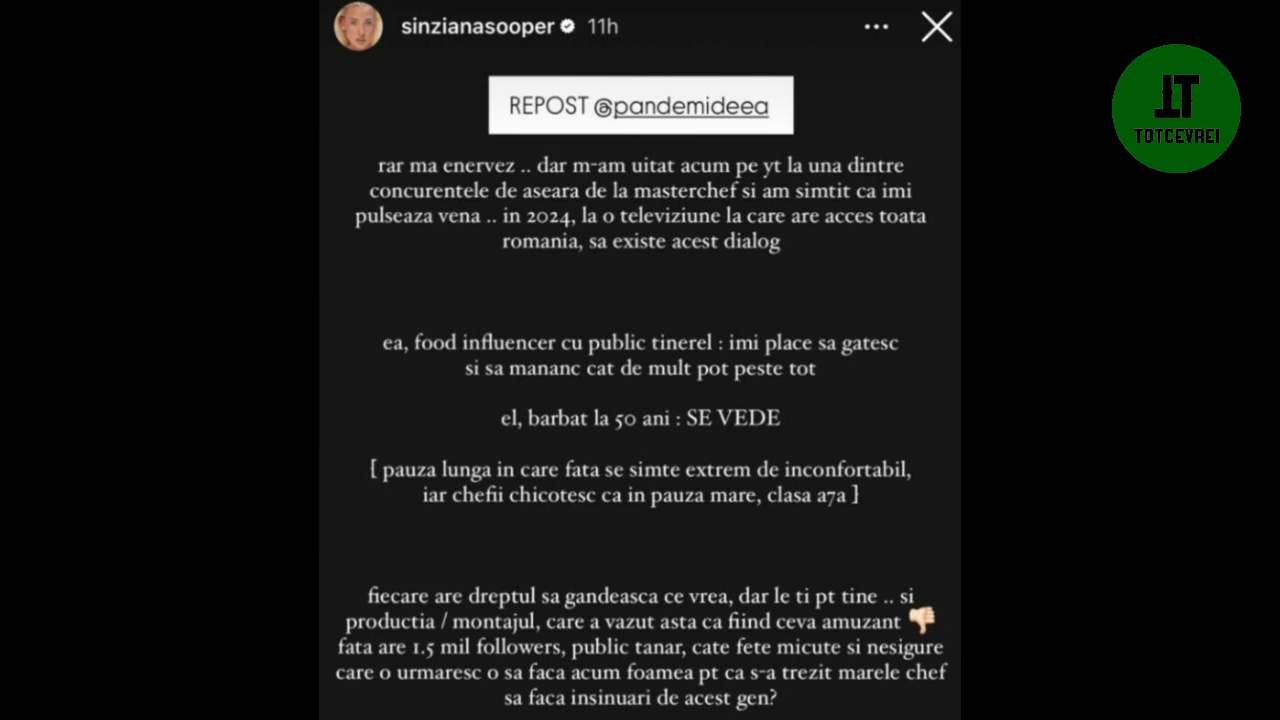 sinzianasooper 11h
REPOST @pandemideea
IT
TOTCEVREI
rar ma enervez .. dar m-am uitat acum pe yt la una dintre
concurentele de aseara de la masterchef si am simtit ca imi
pulseaza vena .. in 2024, la o televiziune la care are acces toata
romania, sa existe acest dialog
ea, food influencer cu public tinerel : imi place sa gatesc
si sa mananc cat de mult pot peste tot
el, barbat la 50 ani : SE VEDE
[ pauza lunga in care fata se simte extrem de inconfortabil,
iar chefii chicotesc ca in pauza mare, clasa a7a ]
fiecare are dreptul sa gandeasca ce vrea, dar le ti pt tine .. si
productia / montajul, care a vazut asta ca fiind ceva amuzant 👎🏻
fata are 1.5 mil followers, public tanar, cate fete micute si nesigure
care o urmaresc o sa faca acum foamea pt ca s-a trezit marele chef
sa faca insinuari de acest gen?